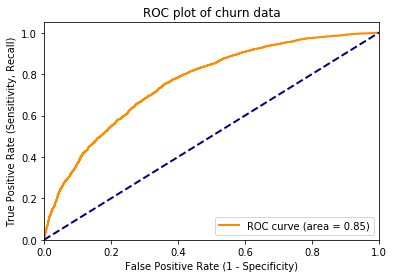 ROC plot of churn data
True Positive Rate (Sensitivity, Recall)
1.0
0.8
0.6
0.4
0.2
0.0
ROC curve (area = 0.85)
0.0 0.2 0.4 0.6 0.8 1.0
False Positive Rate (1 - Specificity)